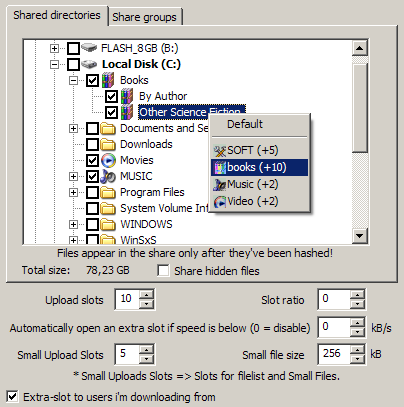 Shared directories Share groups
FLASH_8GB (B:)
Local Disk (C:)
Books
By Author
Other Science Fiction
Default
Documents and Se
SOFT (+5)
Downloads
books (+10)
Movies
MUSIC
Music (+2)
Program Files
Video (+2)
System Volume Inf
WINDOWS
WinSxS
Files appear in the share only after they've been hashed!
Total size: 78,23 GB Share hidden files
Upload slots 10 Slot ratio 0
Automatically open an extra slot if speed is below (0 = disable) 0 kB/s
Small Upload Slots 5 Small file size 256 kB
* Small Uploads Slots => Slots for filelist and Small Files.
Extra-slot to users i'm downloading from